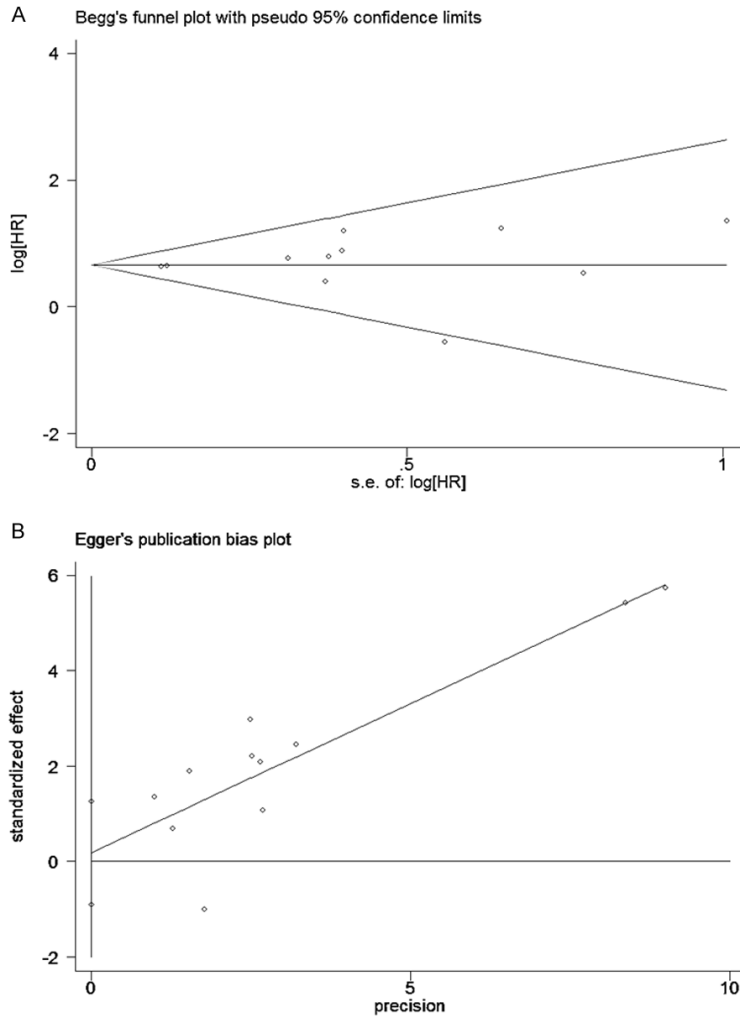 A
Begg's funnel plot with pseudo 95% confidence limits
4
2
0
-2
log[HR]
0 .5 1
s.e. of: log[HR]
B
Egger's publication bias plot
6
4
2
0
-2
standardized effect
0 5 10
precision